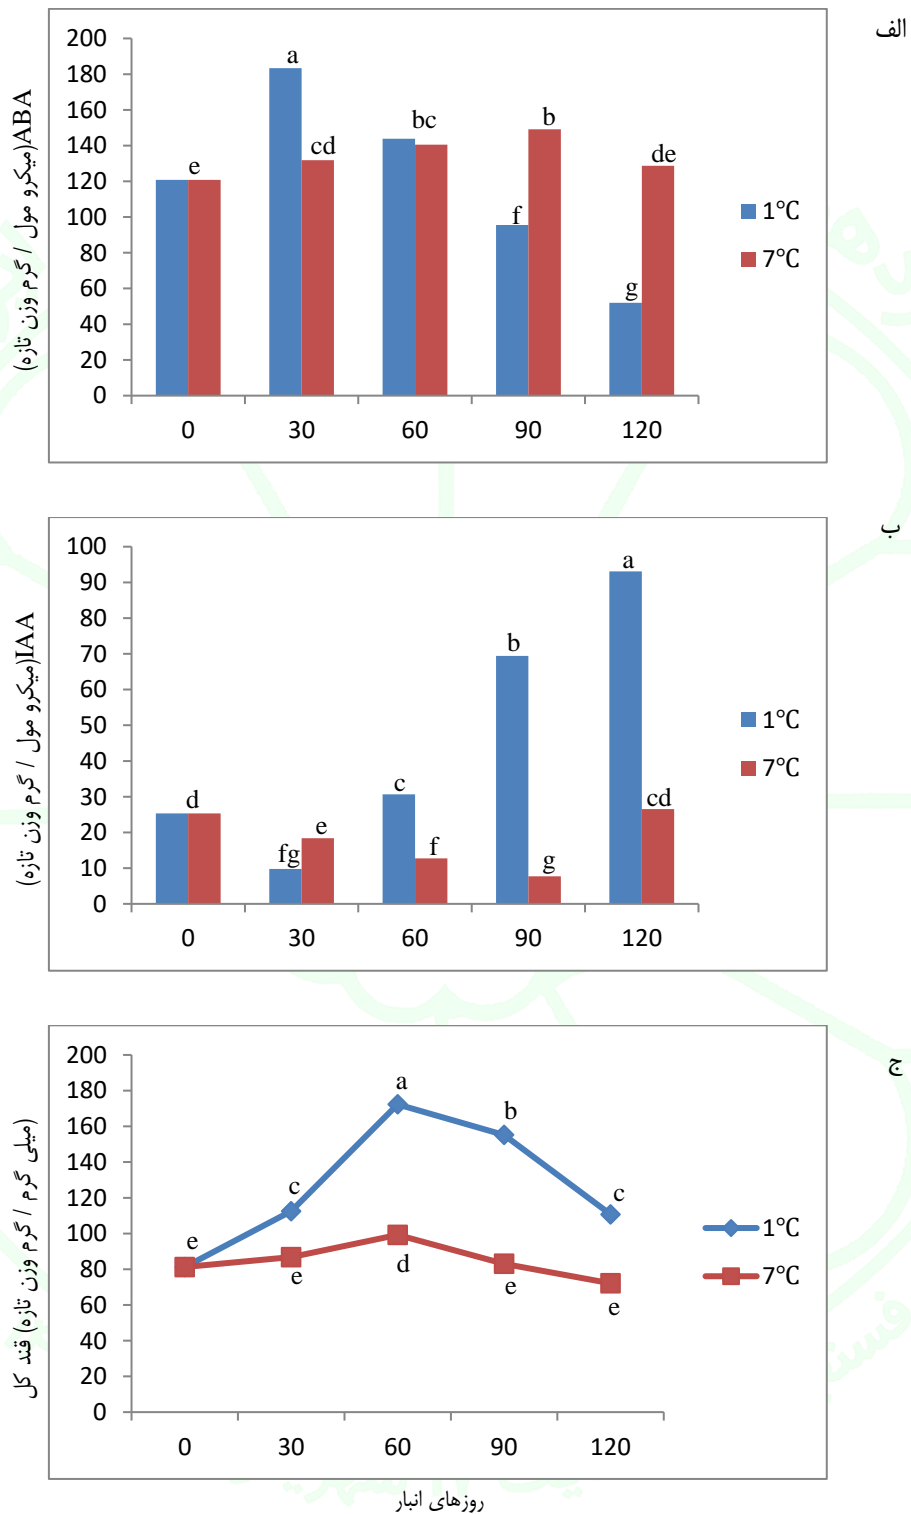 الف
200
180
160
140
120
100
80
60
40
20
0
ABA(میکرو مول / گرم وزن تازه)
e
a
cd
bc
f
b
g
de
0 30 60 90 120
1°C
7°C
ب
100
90
80
70
60
50
40
30
20
10
0
IAA(میکرو مول / گرم وزن تازه)
d
fg
e
c
f
b
g
a
cd
0 30 60 90 120
1°C
7°C
ج
200
180
160
140
120
100
80
60
40
20
0
(میلی گرم / گرم وزن تازه) قند کل
e
c
a
b
c
e
d
e
e
0 30 60 90 120
1°C
7°C
روزهای انبار